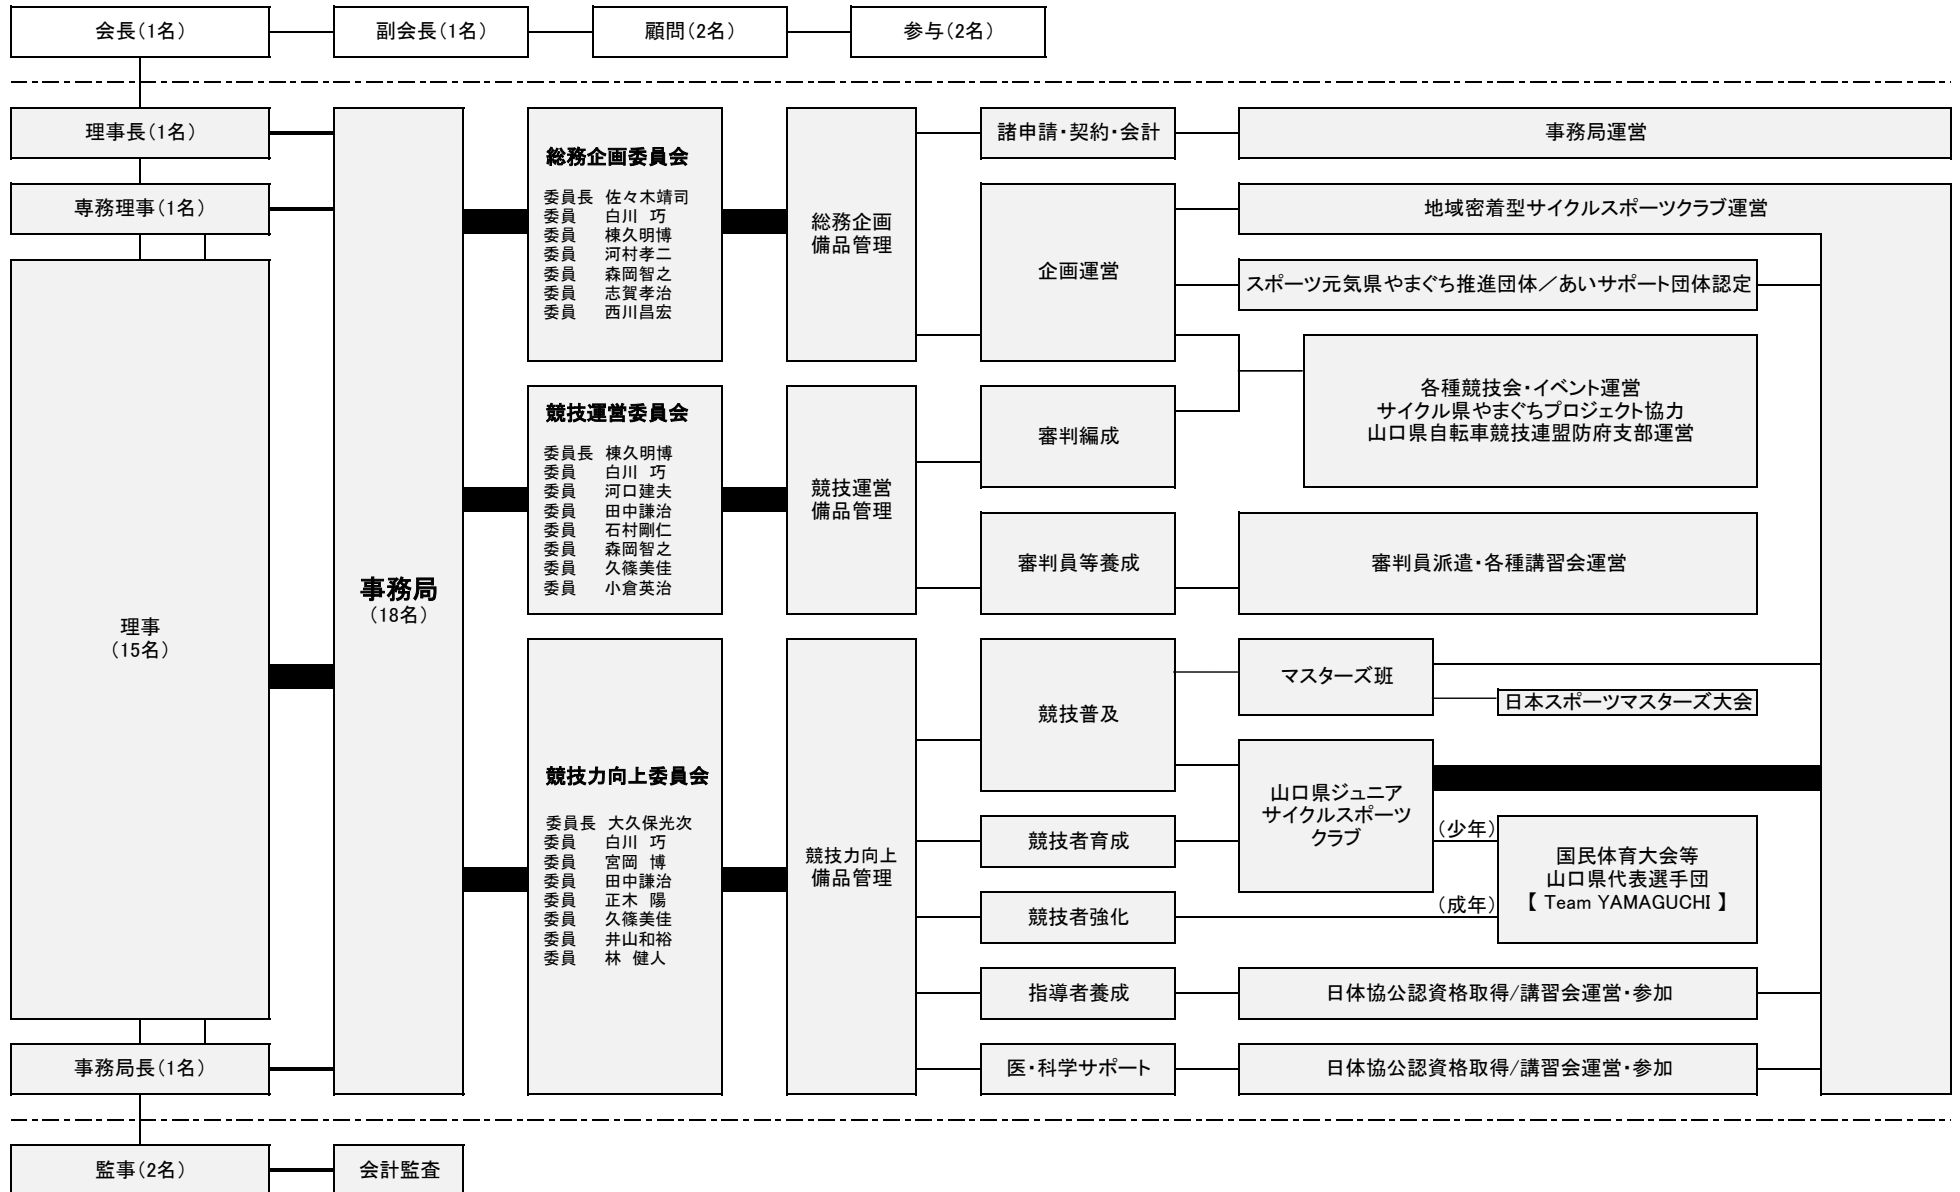 会長(1名)
副会長(1名)
顧問(2名)
参与(2名)
理事長(1名)
専務理事(1名)
理事
(15名)
事務局長(1名)
監事(2名)
会計監査
事務局
(18名)
総務企画委員会
委員長 佐々木靖司
委員 白川 巧
委員 棟久明博
委員 河村孝二
委員 森岡智之
委員 志賀孝治
委員 西川昌宏
競技運営委員会
委員長 棟久明博
委員 白川 巧
委員 河口建夫
委員 田中謙治
委員 石村剛仁
委員 森岡智之
委員 久篠美佳
委員 小倉英治
競技力向上委員会
委員長 大久保光次
委員 白川 巧
委員 宮岡 博
委員 田中謙治
委員 正木 陽
委員 久篠美佳
委員 井山和裕
委員 林 健人
総務企画
備品管理
競技運営
備品管理
競技力向上
備品管理
諸申請・契約・会計
企画運営
審判編成
審判員等養成
競技普及
競技者育成
競技者強化
指導者養成
医・科学サポート
事務局運営
地域密着型サイクルスポーツクラブ運営
スポーツ元気県やまぐち推進団体／あいサポート団体認定
各種競技会・イベント運営
サイクル県やまぐちプロジェクト協力
山口県自転車競技連盟防府支部運営
審判員派遣・各種講習会運営
マスターズ班
日本スポーツマスターズ大会
山口県ジュニア
サイクルスポーツ
クラブ
(少年)
(成年)
国民体育大会等
山口県代表選手団
【 Team YAMAGUCHI 】
日体協公認資格取得/講習会運営・参加
日体協公認資格取得/講習会運営・参加